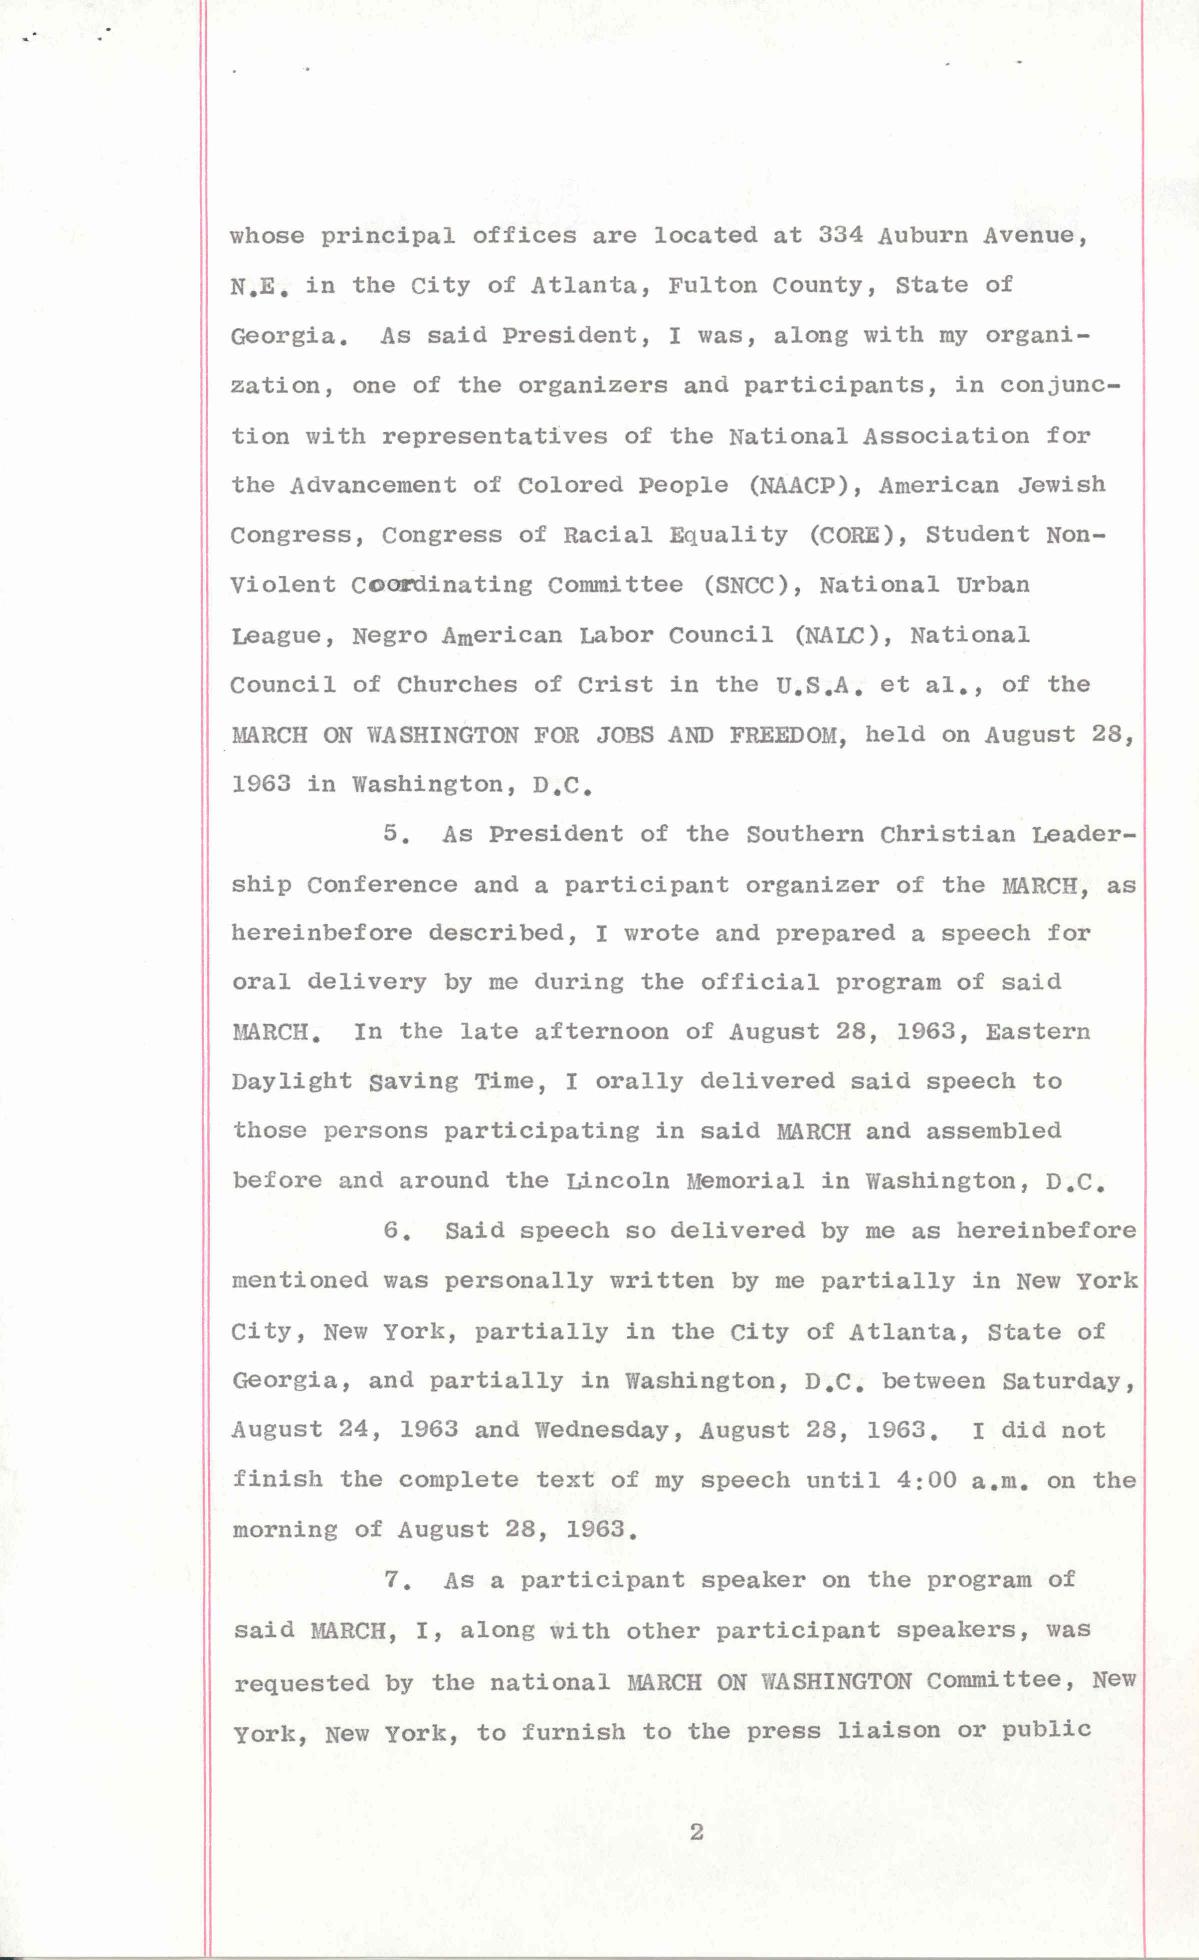 whose principal offices are located at 334 Auburn Avenue,
N.E. in the City of Atlanta, Fulton County, State of
Georgia. As said President, I was, along with my organi-
zation, one of the organizers and participants, in conjunc-
tion with representatives of the National Association for
the Advancement of Colored People (NAACP), American Jewish
Congress, Congress of Racial Equality (CORE), Student Non-
Violent Coordinating Committee (SNCC), National Urban
League, Negro American Labor Council (NALC), National
Council of Churches of Crist in the U.S.A. et al., of the
MARCH ON WASHINGTON FOR JOBS AND FREEDOM, held on August 28,
1963 in Washington, D.C.
5. As President of the Southern Christian Leader-
ship Conference and a participant organizer of the MARCH, as
hereinbefore described, I wrote and prepared a speech for
oral delivery by me during the official program of said
MARCH. In the late afternoon of August 28, 1963, Eastern
Daylight Saving Time, I orally delivered said speech to
those persons participating in said MARCH and assembled
before and around the Lincoln Memorial in Washington, D.C.
6. Said speech so delivered by me as hereinbefore
mentioned was personally written by me partially in New York
City, New York, partially in the City of Atlanta, State of
Georgia, and partially in Washington, D.C. between Saturday,
August 24, 1963 and Wednesday, August 28, 1963. I did not
finish the complete text of my speech until 4:00 a.m. on the
morning of August 28, 1963.
7. As a participant speaker on the program of
said MARCH, I, along with other participant speakers, was
requested by the national MARCH ON WASHINGTON Committee, New
York, New York, to furnish to the press liaison or public
2